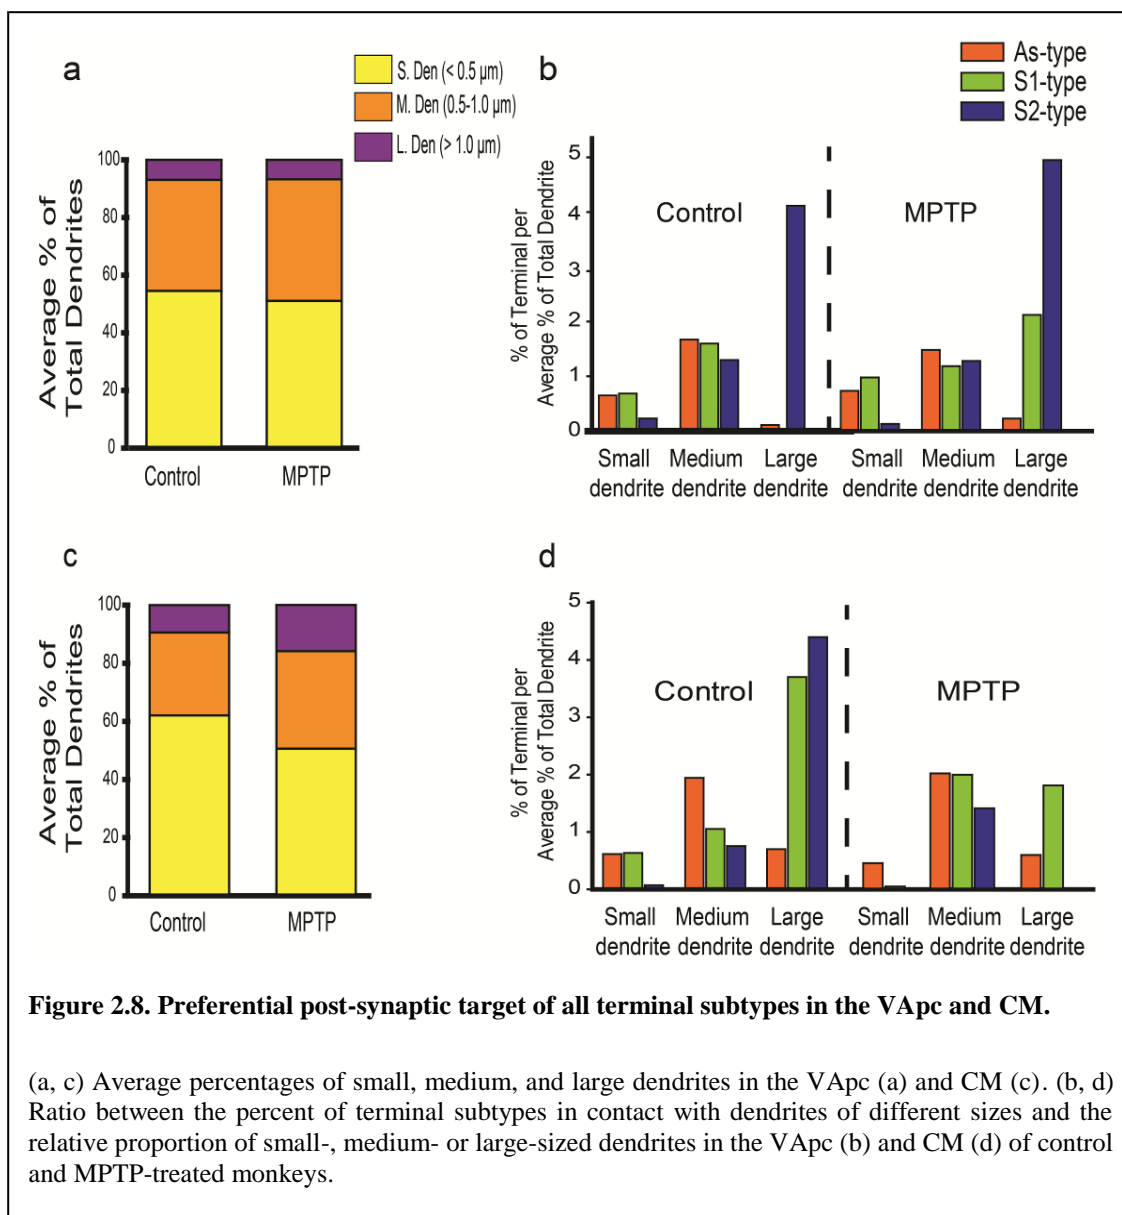 a
S. Den (< 0.5 µm)
M. Den (0.5-1.0 µm)
L. Den (> 1.0 µm)
Average % of
Total Dendrites
100
80
60
40
20
0
Control
MPTP
b
As-type
S1-type
S2-type
% of Terminal per
Average % of Total Dendrite
5
4
3
2
1
0
Control
MPTP
Small
dendrite
Medium
dendrite
Large
dendrite
Small
dendrite
Medium
dendrite
Large
dendrite
c
Average % of
Total Dendrites
100
80
60
40
20
0
Control
MPTP
d
% of Terminal per
Average % of Total Dendrite
5
4
3
2
1
0
Control
MPTP
Small
dendrite
Medium
dendrite
Large
dendrite
Small
dendrite
Medium
dendrite
Large
dendrite
Figure 2.8. Preferential post-synaptic target of all terminal subtypes in the VApc and CM.
(a, c) Average percentages of small, medium, and large dendrites in the VApc (a) and CM (c). (b, d)
Ratio between the percent of terminal subtypes in contact with dendrites of different sizes and the
relative proportion of small-, medium- or large-sized dendrites in the VApc (b) and CM (d) of control
and MPTP-treated monkeys.